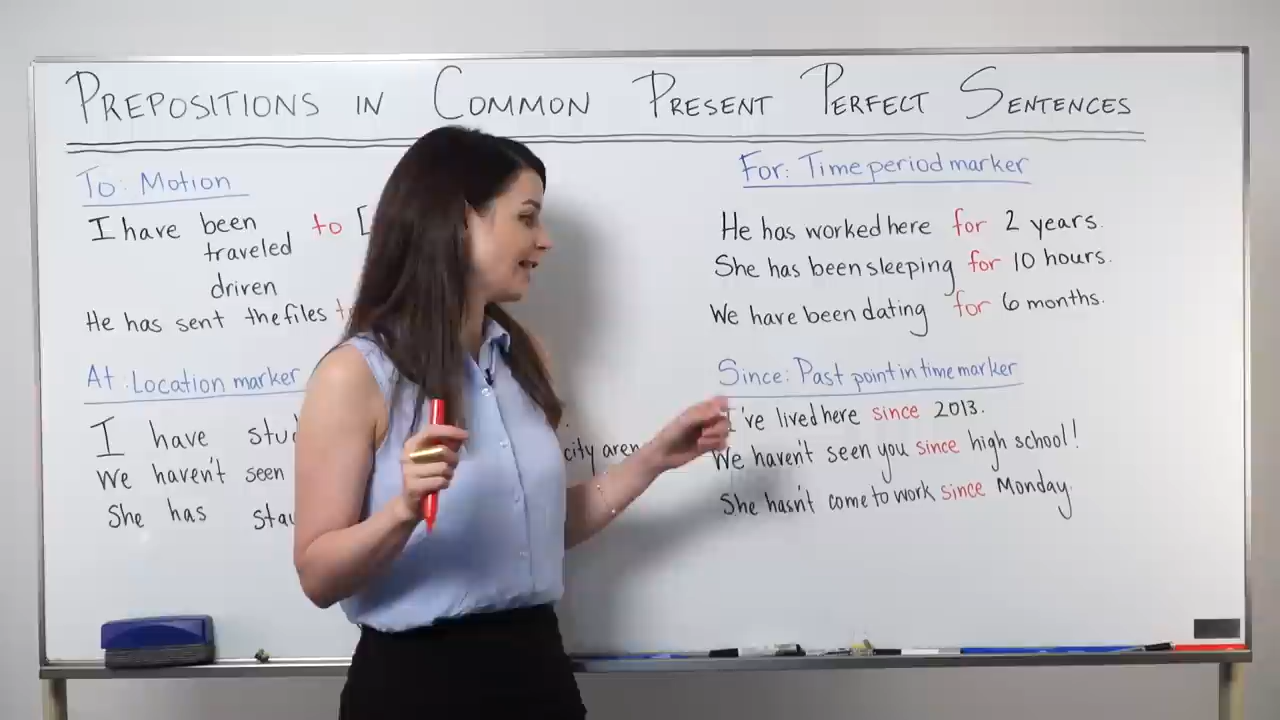 PREPOSITIONS IN COMMON PRESENT PERFECT SENTENCES
To: Motion
I have been to [
traveled
driven
He has sent the files
At: Location marker
I have
We haven't seen
city
She has
For: Time period marker
He has worked here for 2 years.
She has been sleeping for 10 hours.
We have been dating for 6 months.
Since: Past point in time marker
I've lived here since 2013.
We haven't seen you since high school!
She hasn't come to work since Monday.